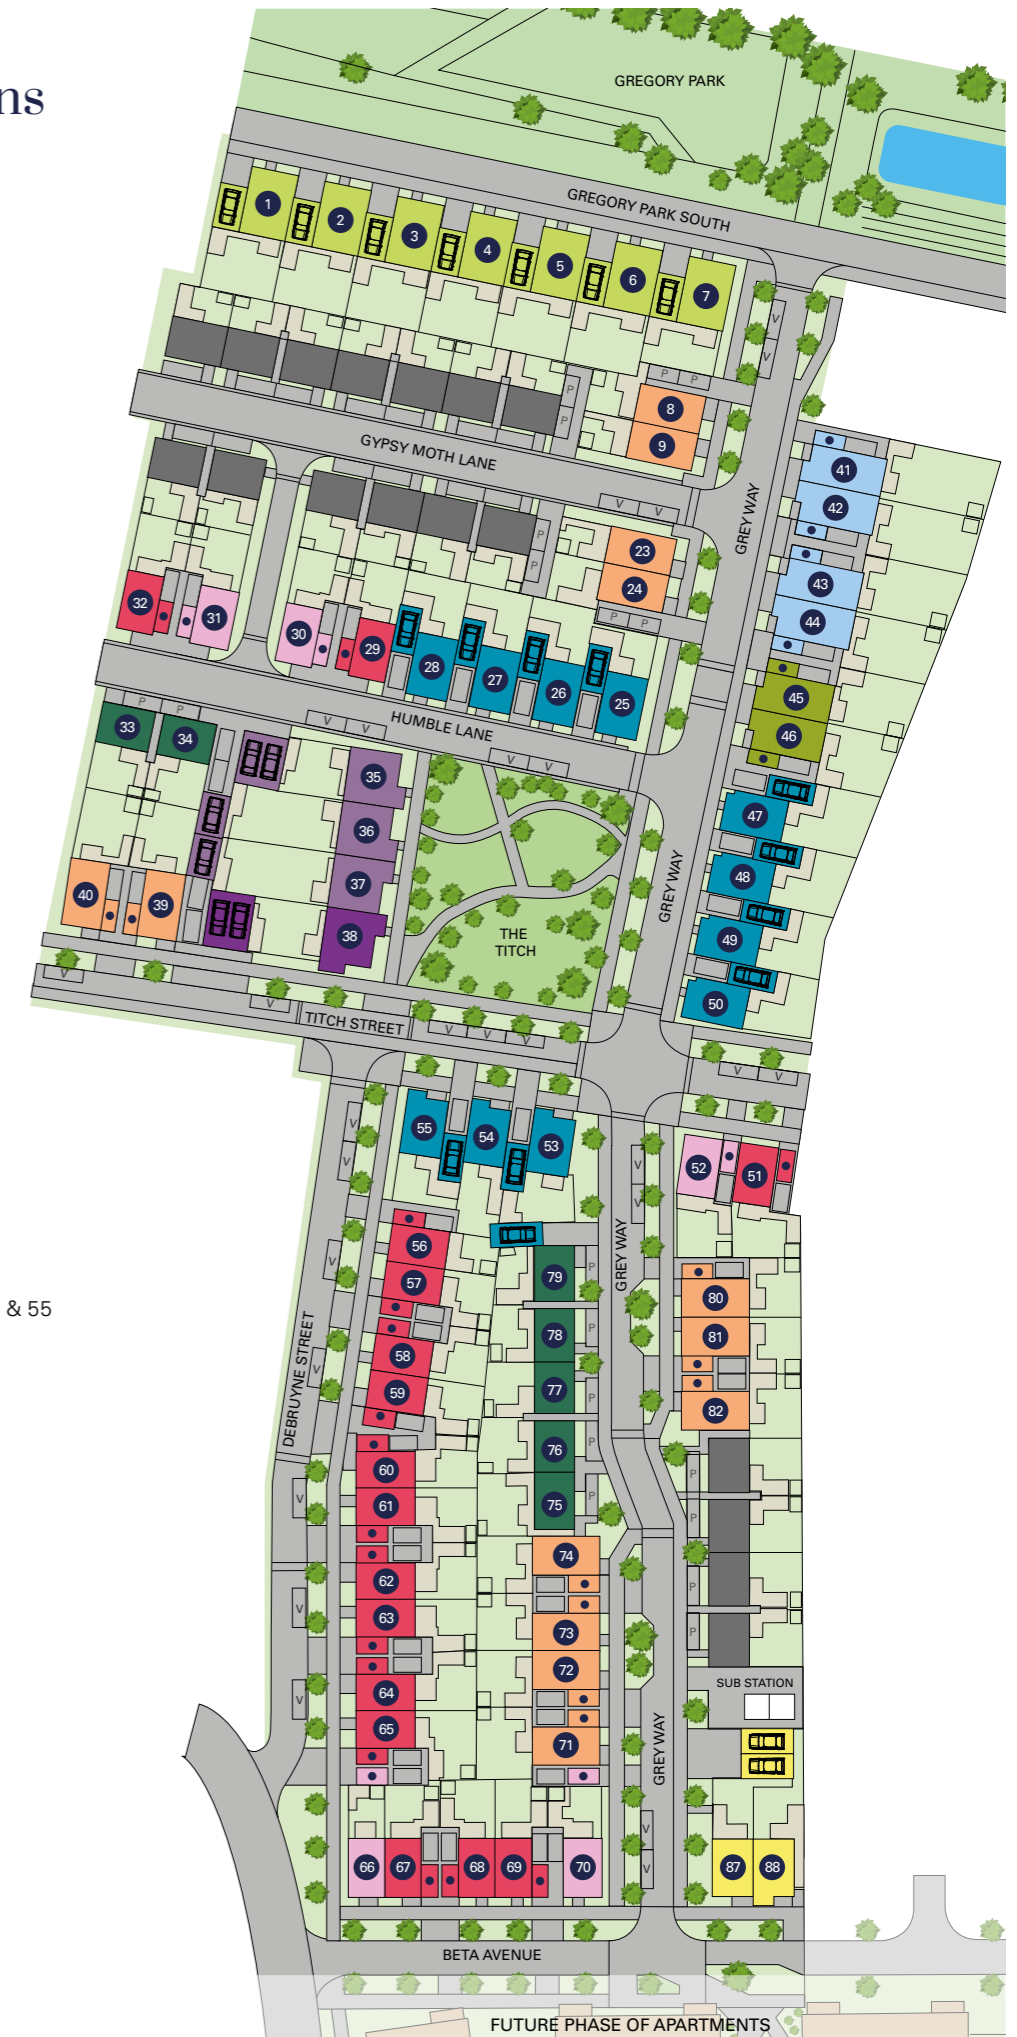 ns
GREGORY PARK
GREGORY PARK SOUTH
1
2
3
4
5
6
7
V
V
P P
8
9
P
P
GYPSY MOTH LANE
V V
GREY WAY
41
42
43
44
45
46
P
P
23
24
P P
32
31
30
29
28
27
26
25
HUMBLE LANE
V V
V V
P P
33
34
35
36
37
38
40
39
THE
TITCH
GREY WAY
47
48
49
50
V
V
TITCH STREET
V V V
V V
55
54
53
52
51
V
V
V
V
V
V
V
V
V
DEBRUYNE STREET
GREY WAY
& 55
56
57
58
59
60
61
62
63
64
65
79
78
77
76
75
P
P
P
P
P
74
73
72
71
80
81
82
P
P
P
P
SUB STATION
GREY WAY
V
V
66
67
68
69
70
87
88
BETA AVENUE
FUTURE PHASE OF APARTMENTS